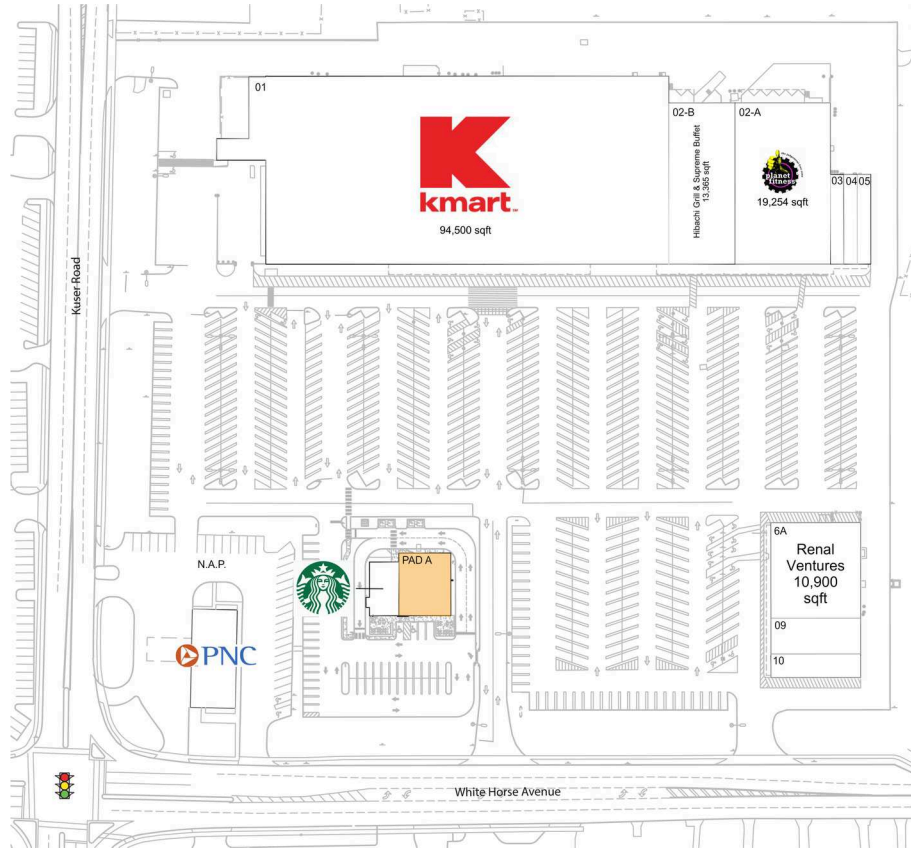 01
kmart
94,500 sqft
02-B
Hibachi Grill & Supreme Buffet
13,365 sqft
02-A
planet
fitness
19,254 sqft
03 04 05
Kuser Road
N.A.P.
PAD A
PNC
6A
Renal
Ventures
10,900
sqft
09
10
White Horse Avenue